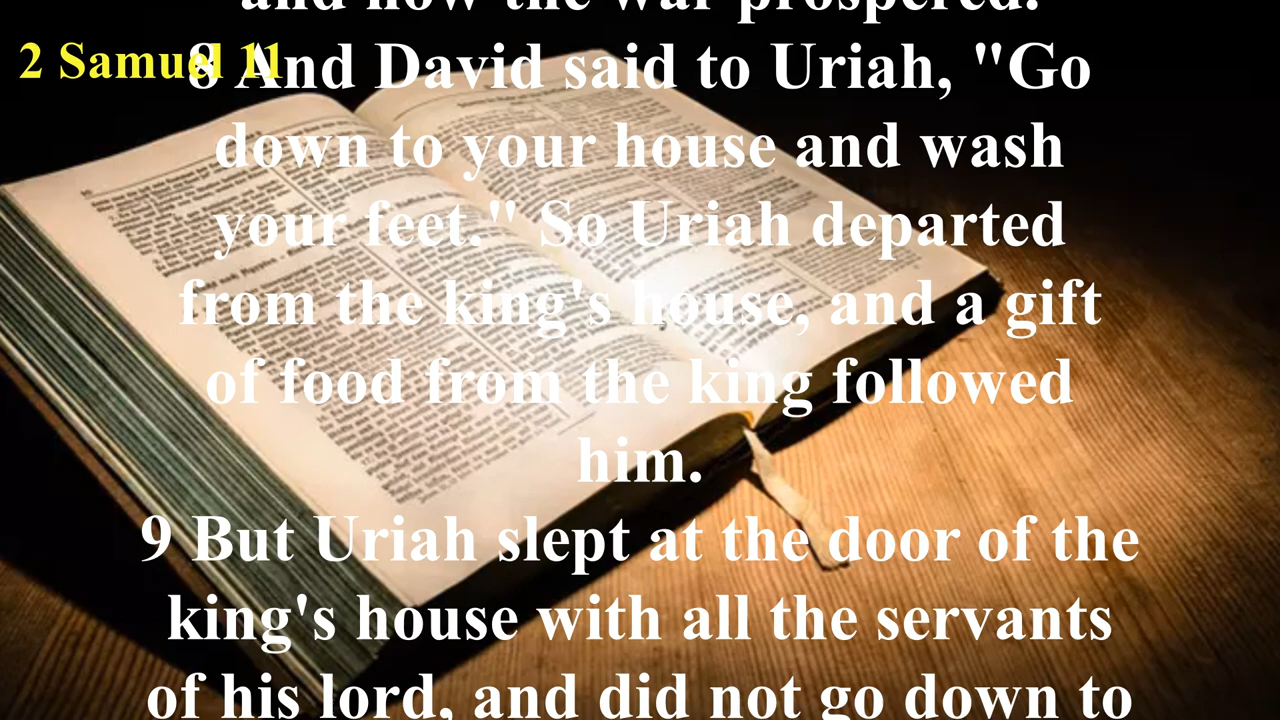 and how the war prospered.
2 Samuel 11
8 And David said to Uriah, "Go
down to your house and wash
your feet." So Uriah departed
from the king's house, and a gift
of food from the king followed
him.
9 But Uriah slept at the door of the
king's house with all the servants
of his lord, and did not go down to